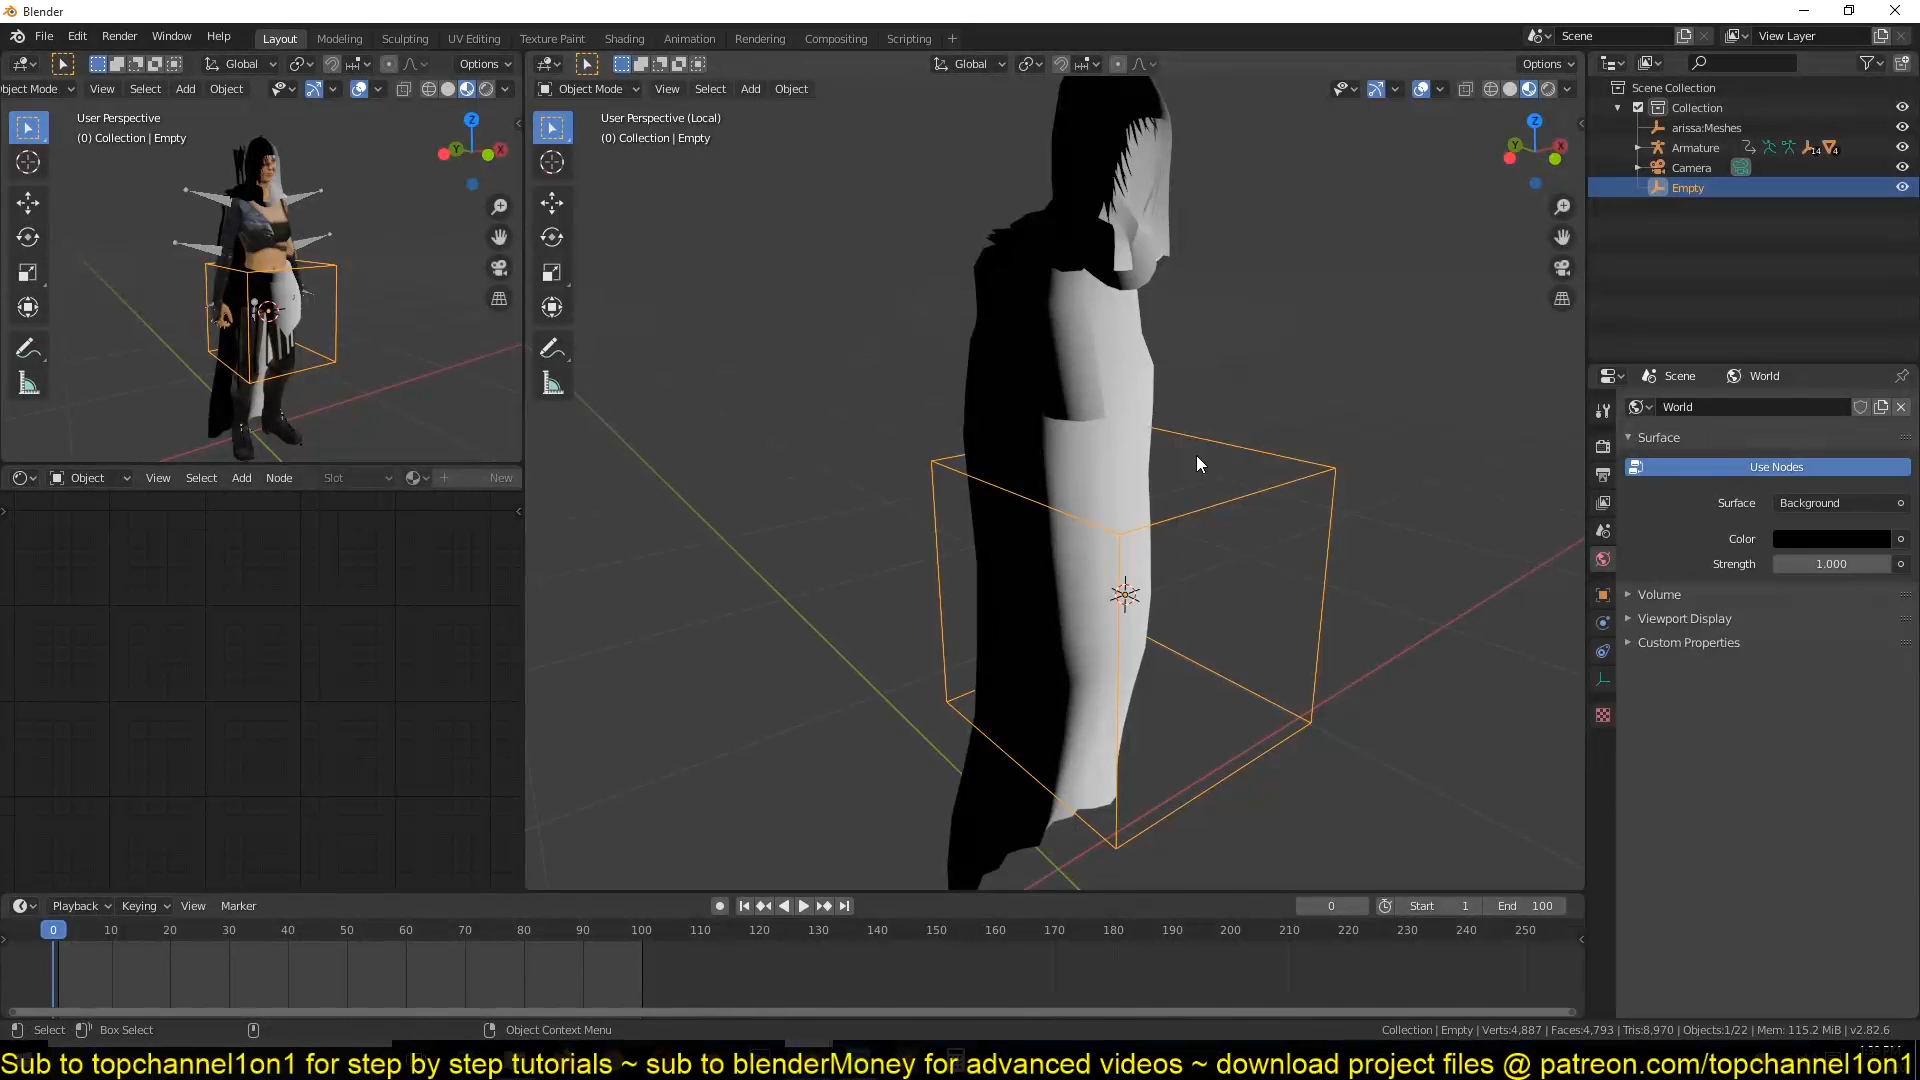 Blender
File Edit Render Window Help Layout Modeling Sculpting UV Editing Texture Paint Shading Animation Rendering Compositing Scripting + Scene View Layer
Global Options Global Options
bject Mode View Select Add Object Object Mode View Select Add Object
User Perspective
(0) Collection | Empty
Z Y X
User Perspective (Local)
(0) Collection | Empty
Z Y X
Scene Collection
Collection
arissa:Meshes
Armature 14 4
Camera
Empty
Scene World
World
Surface
Use Nodes
Surface Background
Color
Strength 1.000
Volume
Viewport Display
Custom Properties
Object View Select Add Node Slot New
Playback Keying View Marker 0 Start 1 End 100
0 10 20 30 40 50 60 70 80 90 100 110 120 130 140 150 160 170 180 190 200 210 220 230 240 250
Select Box Select Object Context Menu Collection | Empty | Verts:4,887 | Faces:4,793 | Tris:8,970 | Objects:1/22 | Mem: 115.2 MiB | v2.82.6
Sub to topchannel1on1 for step by step tutorials ~ sub to blenderMoney for advanced videos ~ download project files @ patreon.com/topchannel1on1